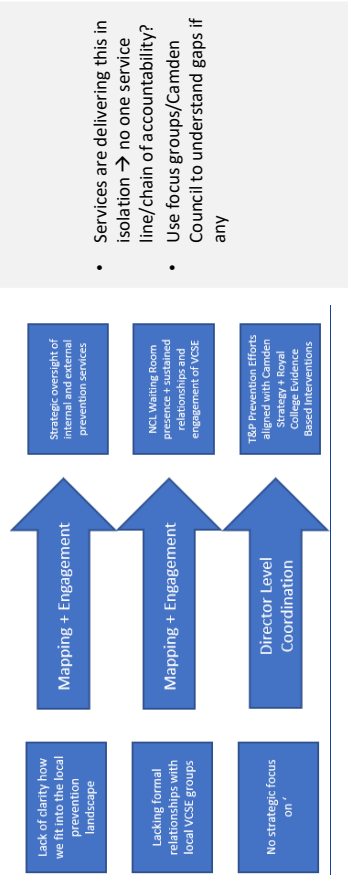 Lack of clarity how
we fit into the local
prevention
landscape
Mapping + Engagement
Strategic oversight of
internal and external
prevention services
Lacking formal
relationships with
local VCSE groups
Mapping + Engagement
NCL Waiting Room
presence + sustained
relationships and
engagement of VCSE
No strategic focus
on ‘
Director Level
Coordination
T&P Prevention Efforts
aligned with Camden
Strategy + Royal
College Evidence
Based Interventions
• Services are delivering this in
isolation → no one service
line/chain of accountability?
• Use focus groups/Camden
Council to understand gaps if
any